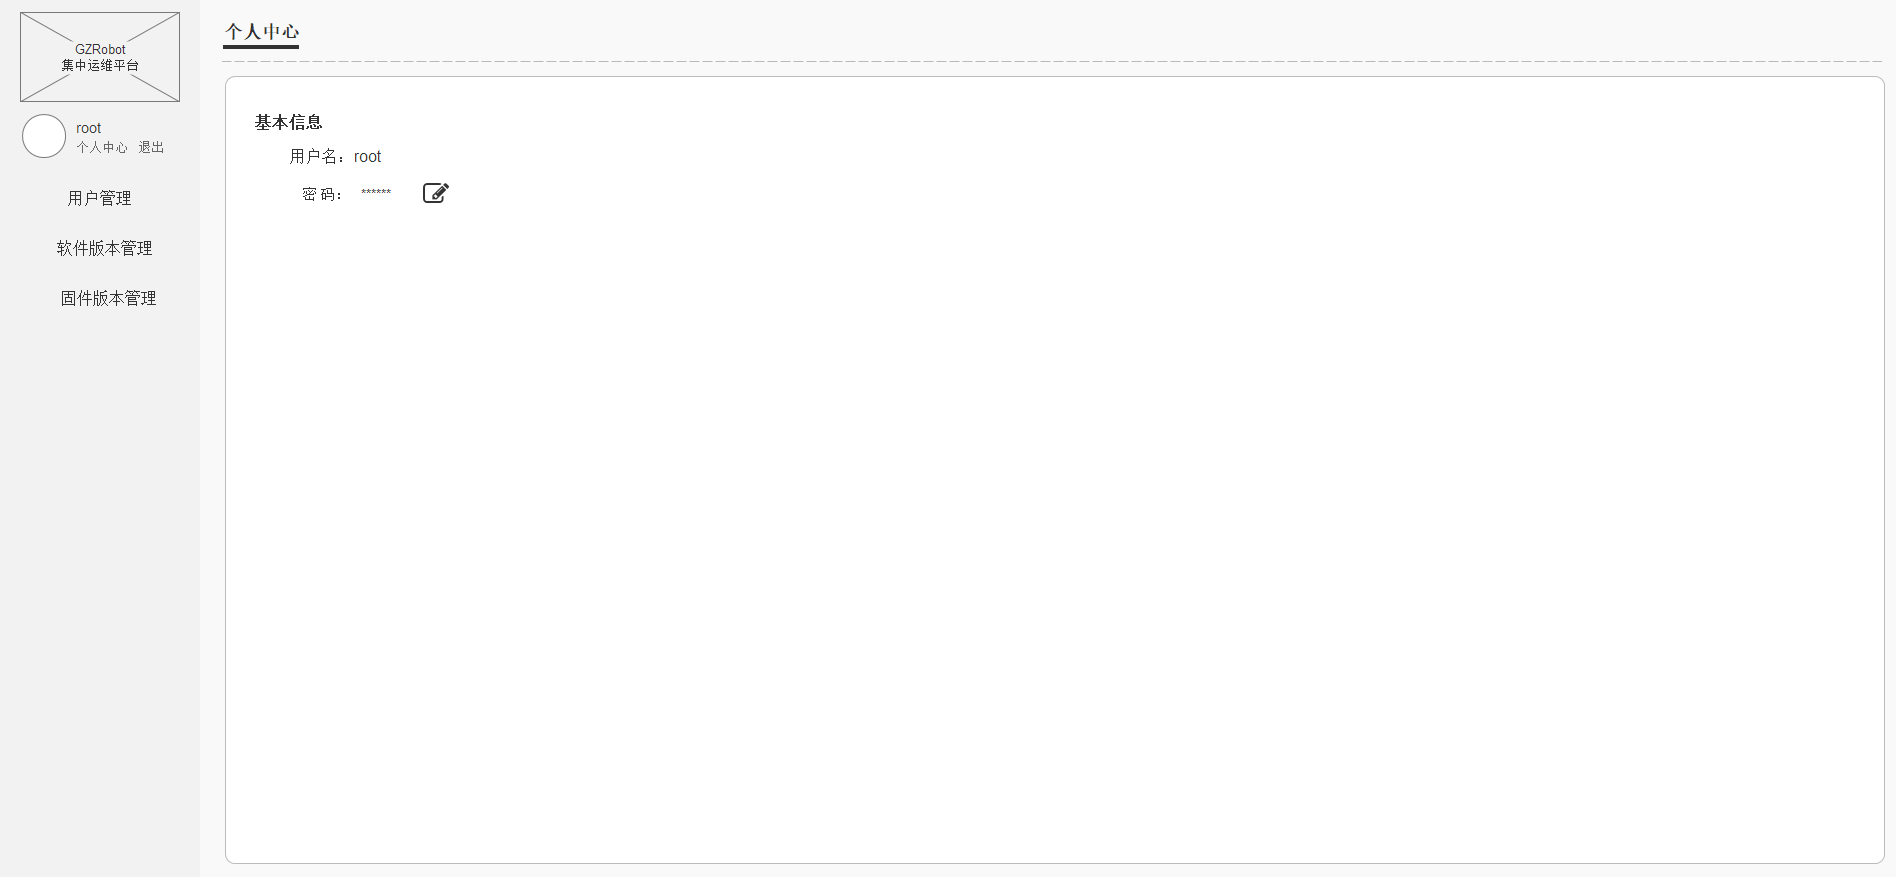 GZRobot
集中运维平台
root
个人中心 退出
用户管理
软件版本管理
固件版本管理
个人中心
基本信息
用户名：root
密码： ******